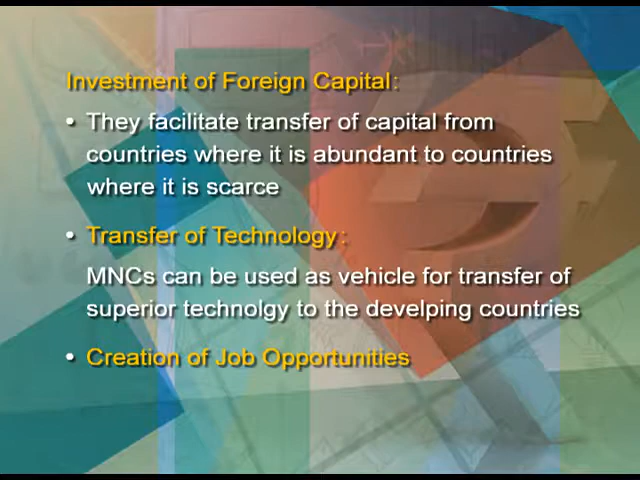 Investment of Foreign Capital:
• They facilitate transfer of capital from
countries where it is abundant to countries
where it is scarce
• Transfer of Technology:
MNCs can be used as vehicle for transfer of
superior technolgy to the develping countries
• Creation of Job Opportunities